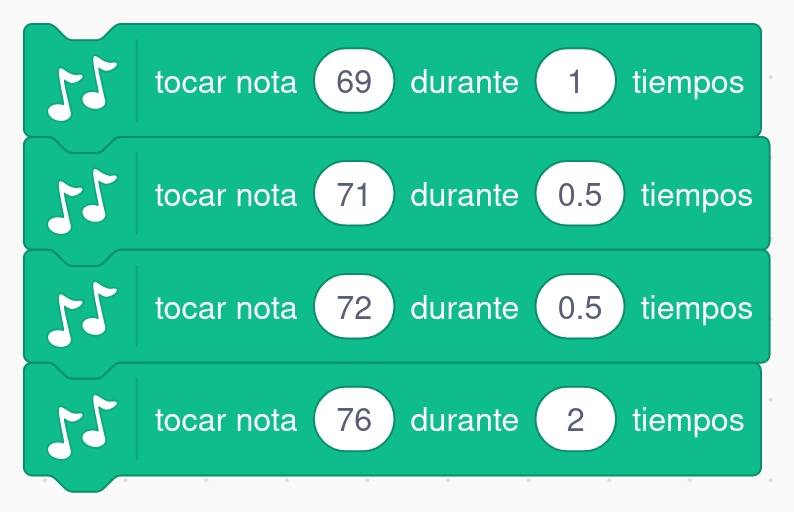 tocar nota 69 durante 1 tiempos
tocar nota 71 durante 0.5 tiempos
tocar nota 72 durante 0.5 tiempos
tocar nota 76 durante 2 tiempos